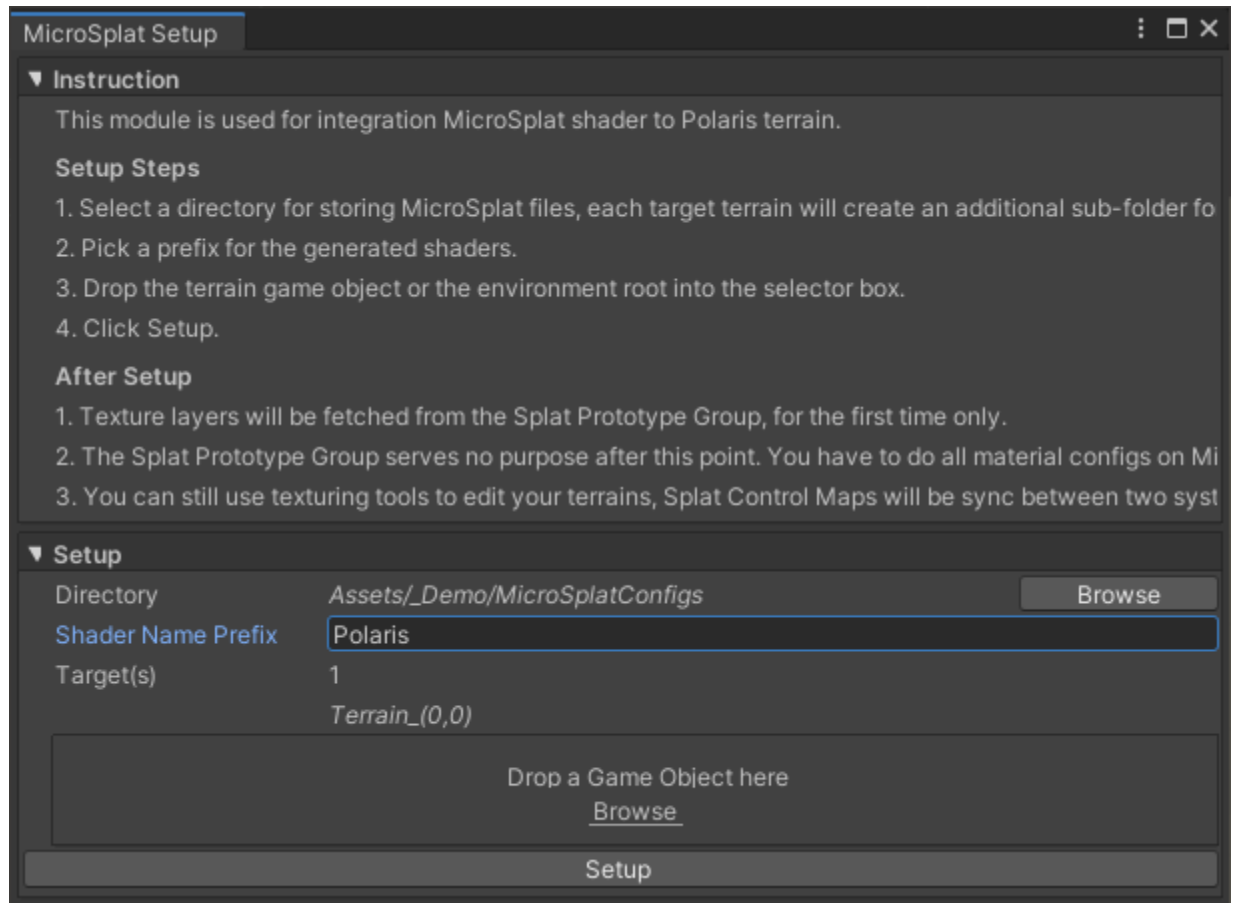 MicroSplat Setup
Instruction
This module is used for integration MicroSplat shader to Polaris terrain.
Setup Steps
1. Select a directory for storing MicroSplat files, each target terrain will create an additional sub-folder fo
2. Pick a prefix for the generated shaders.
3. Drop the terrain game object or the environment root into the selector box.
4. Click Setup.
After Setup
1. Texture layers will be fetched from the Splat Prototype Group, for the first time only.
2. The Splat Prototype Group serves no purpose after this point. You have to do all material configs on Mi
3. You can still use texturing tools to edit your terrains, Splat Control Maps will be sync between two syst
Setup
Directory Assets/_Demo/MicroSplatConfigs Browse
Shader Name Prefix Polaris
Target(s) 1
Terrain_(0,0)
Drop a Game Object here
Browse
Setup